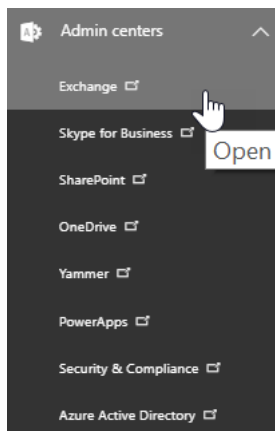 Admin centers
Exchange
Open
Skype for Business
SharePoint
OneDrive
Yammer
PowerApps
Security & Compliance
Azure Active Directory